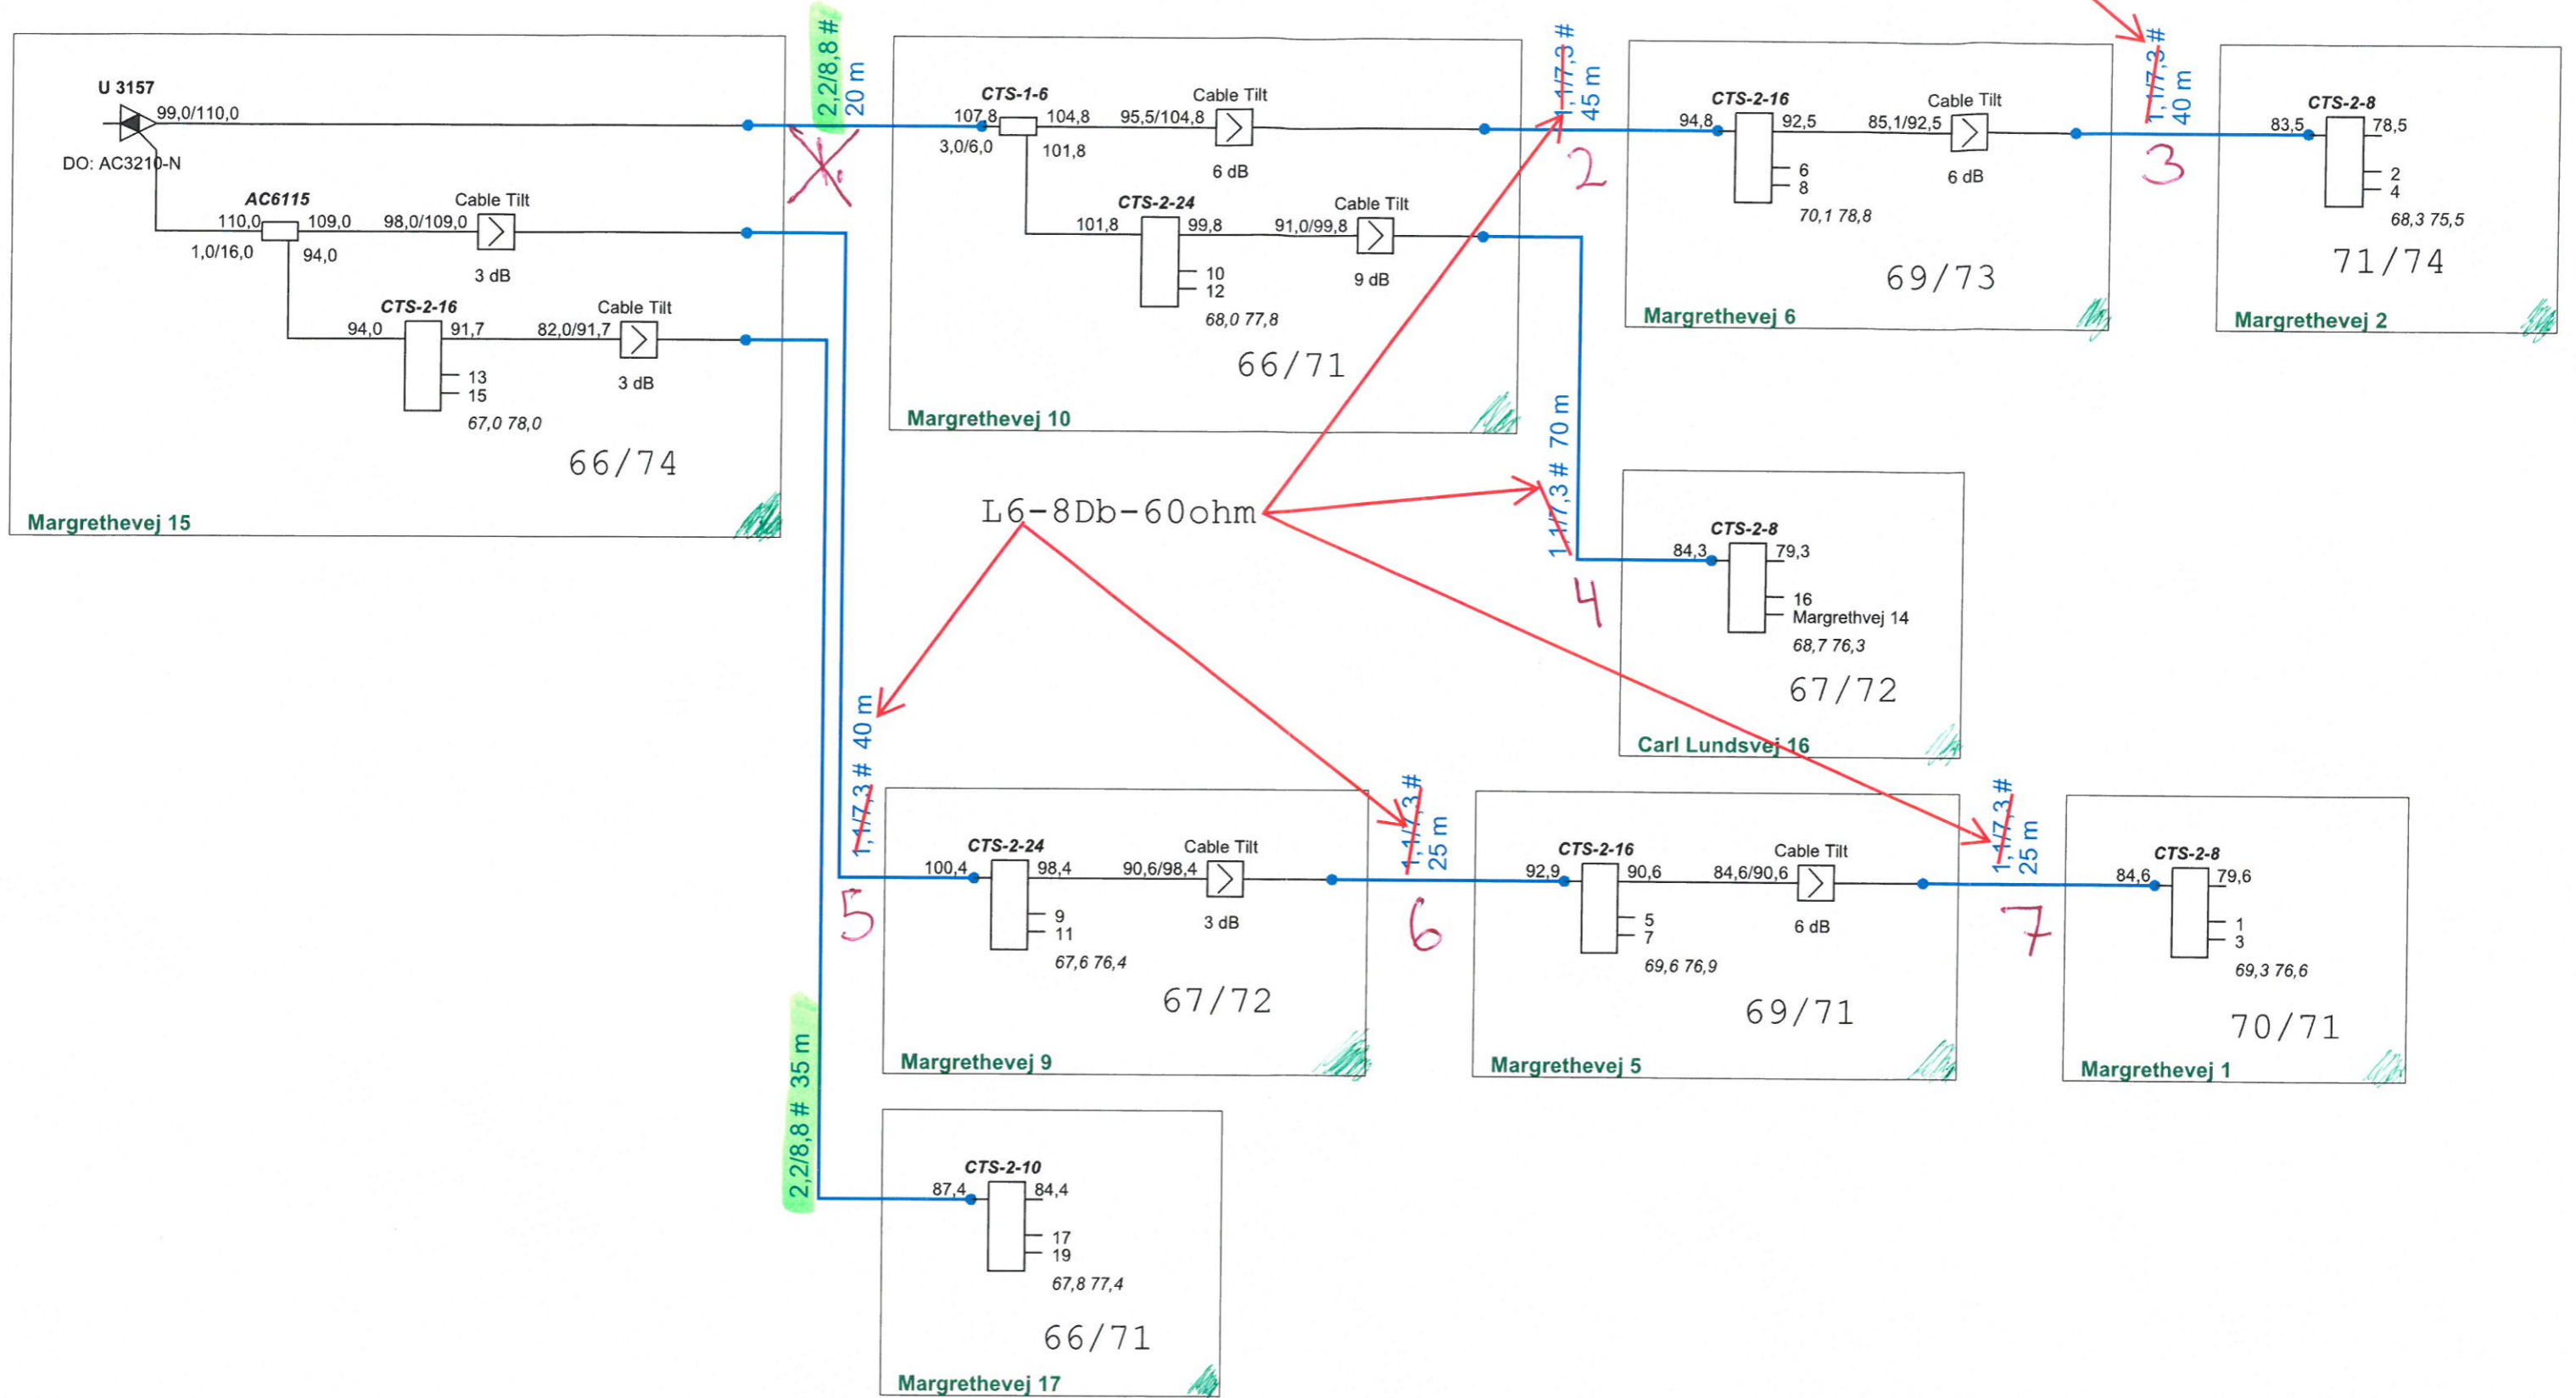 U 3157
99,0/110,0
DO: AC3210-N
AC6115
110,0
109,0
98,0/109,0
Cable Tilt
3 dB
1,0/16,0
94,0
CTS-2-16
94,0
91,7
82,0/91,7
Cable Tilt
3 dB
13
15
67,0 78,0
66/74
Margrethevej 15
2,2/8,8 #
20 m
CTS-1-6
107,8
104,8
95,5/104,8
Cable Tilt
6 dB
3,0/6,0
101,8
CTS-2-24
101,8
99,8
91,0/99,8
Cable Tilt
9 dB
10
12
68,0 77,8
66/71
Margrethevej 10
1,1/7,3 #
45 m
2
CTS-2-16
94,8
92,5
85,1/92,5
Cable Tilt
6 dB
6
8
70,1 78,8
69/73
Margrethevej 6
1,1/7,3 #
40 m
3
CTS-2-8
83,5
78,5
2
4
68,3 75,5
71/74
Margrethevej 2
L6-8Db-60ohm
1,1/7,3 # 70 m
4
CTS-2-8
84,3
79,3
16
Margrethvej 14
68,7 76,3
67/72
Carl Lundsvej 16
1,1/7,3 # 40 m
5
CTS-2-24
100,4
98,4
90,6/98,4
Cable Tilt
3 dB
9
11
67,6 76,4
67/72
Margrethevej 9
1,1/7,3 #
25 m
6
CTS-2-16
92,9
90,6
84,6/90,6
Cable Tilt
6 dB
5
7
69,6 76,9
69/71
Margrethevej 5
1,1/7,3 #
25 m
7
CTS-2-8
84,6
79,6
1
3
69,3 76,6
70/71
Margrethevej 1
2,2/8,8 # 35 m
CTS-2-10
87,4
84,4
17
19
67,8 77,4
66/71
Margrethevej 17